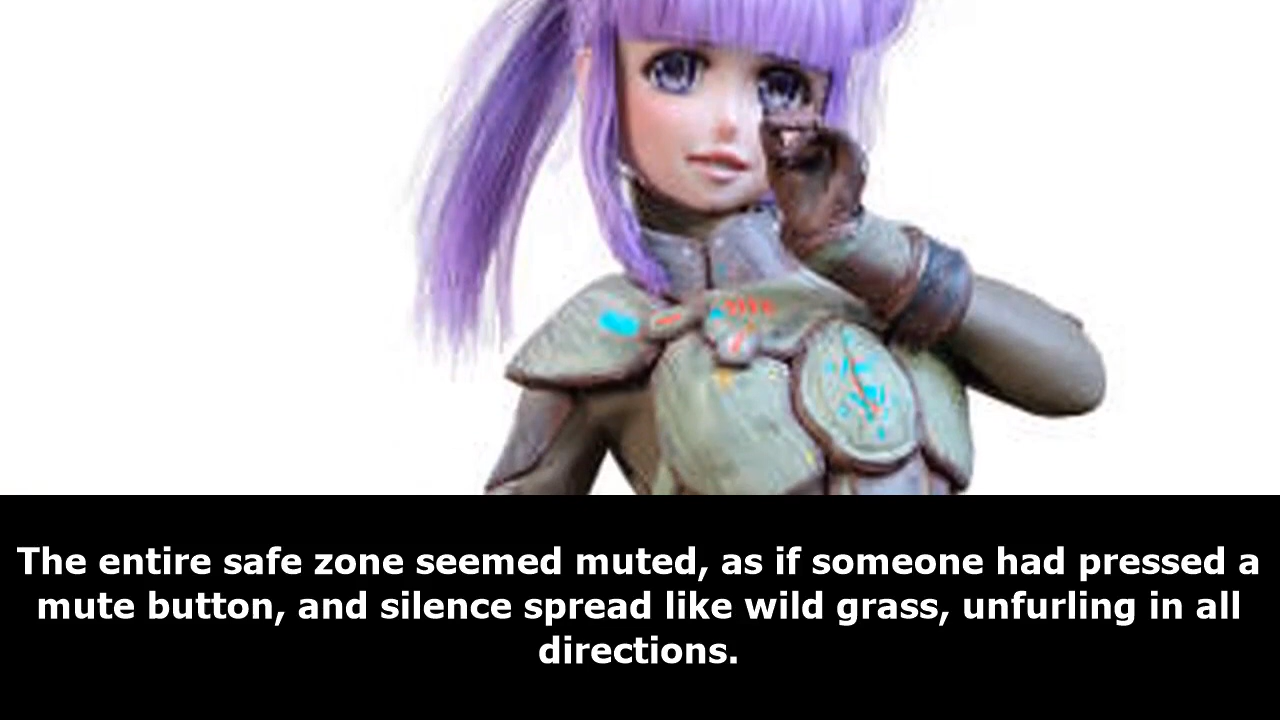 The entire safe zone seemed muted, as if someone had pressed a
mute button, and silence spread like wild grass, unfurling in all
directions.